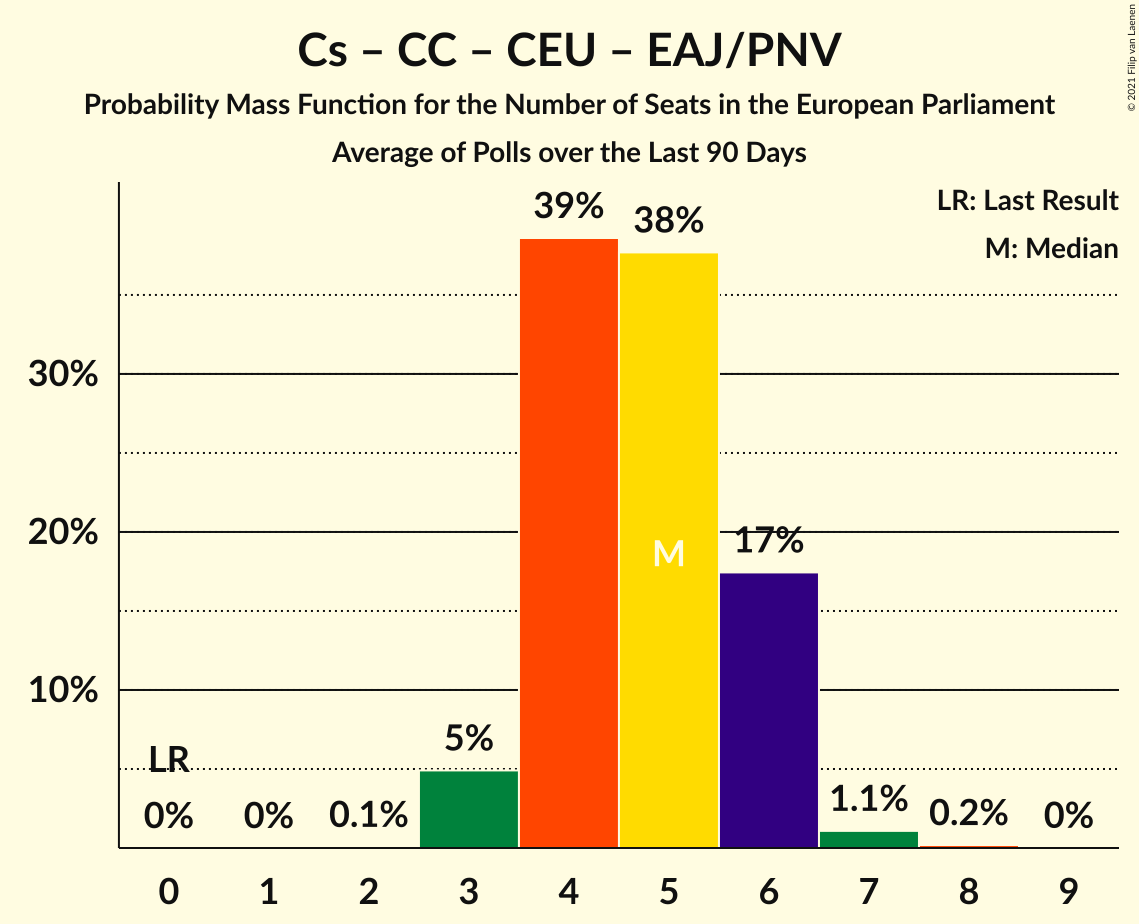 Cs – CC – CEU – EAJ/PNV
Probability Mass Function for the Number of Seats in the European Parliament
Average of Polls over the Last 90 Days
© 2021 Filip van Laenen
LR: Last Result
M: Median
39%
38%
30%
20%
17%
M
10%
5%
LR
0%
0%
0.1%
1.1%
0.2%
0%
0 1 2 3 4 5 6 7 8 9